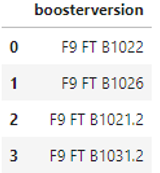 boosterversion
0 F9 FT B1022
1 F9 FT B1026
2 F9 FT B1021.2
3 F9 FT B1031.2